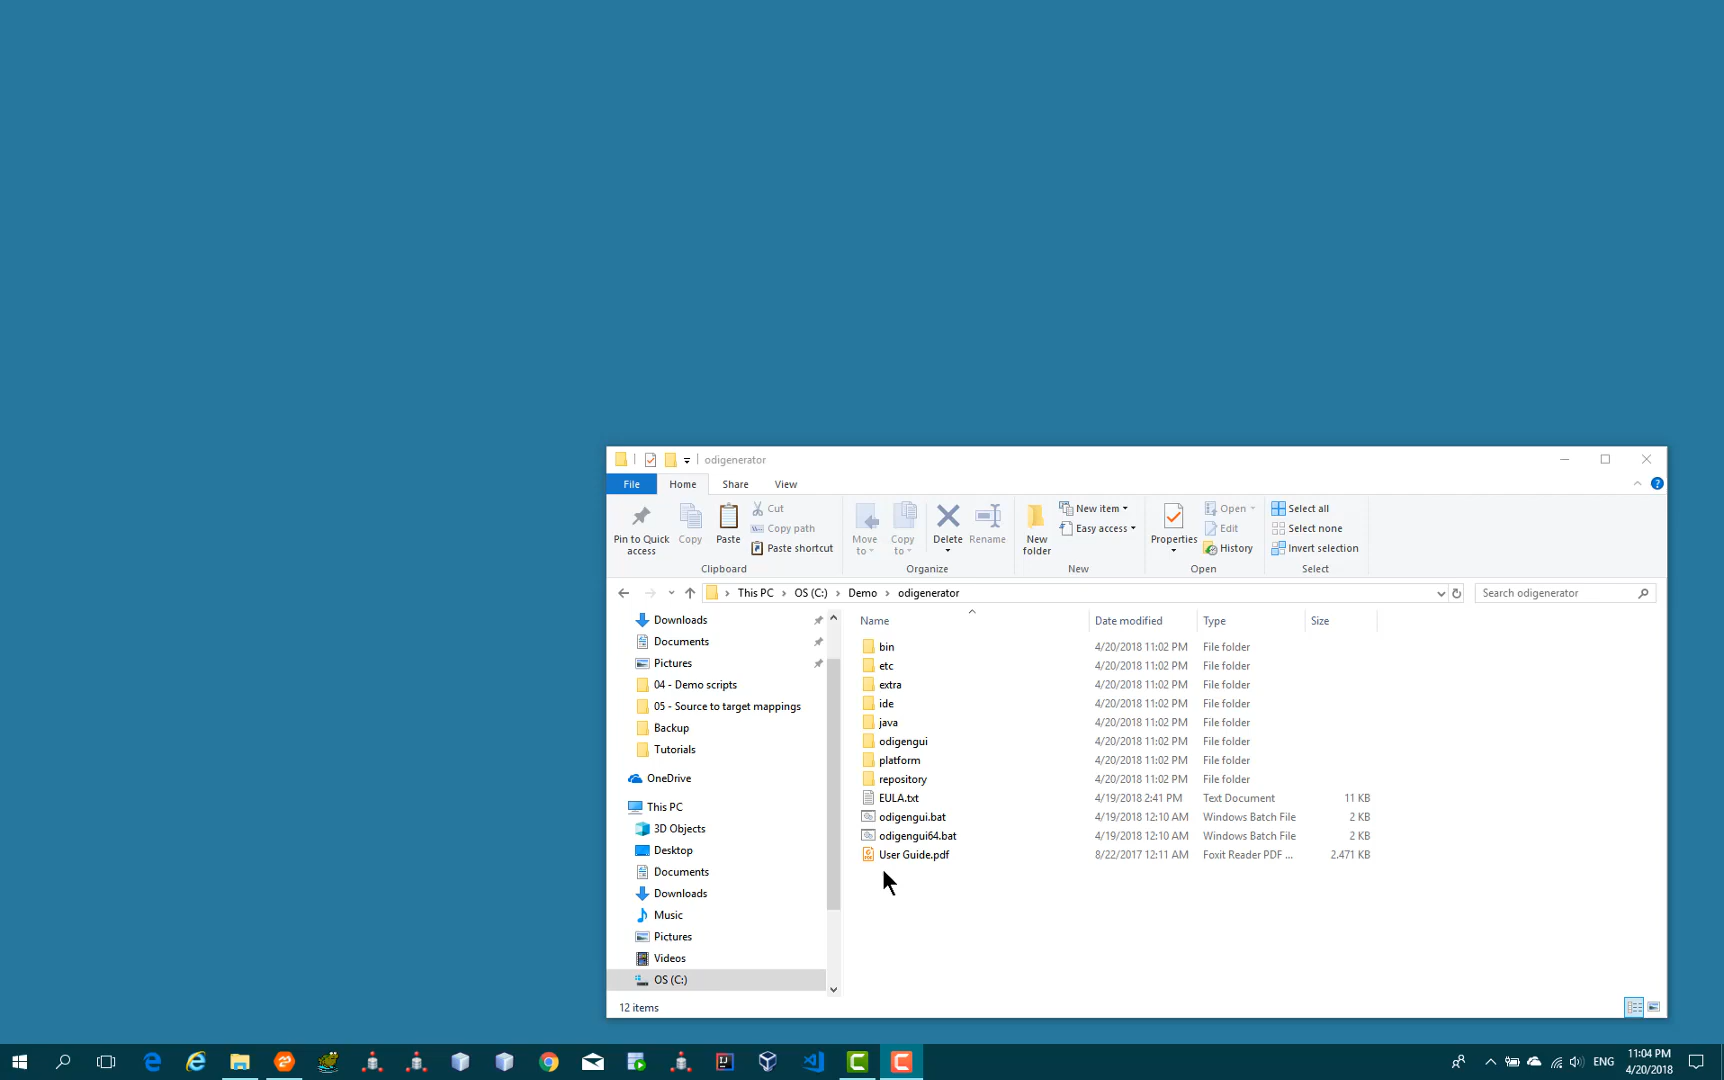 odigenerator
File Home Share View
Pin to Quick access
Copy
Paste
Cut
Copy path
Paste shortcut
Clipboard
Move to
Copy to
Delete
Rename
Organize
New folder
New item
Easy access
New
Properties
Open
Edit
History
Open
Select all
Select none
Invert selection
Select
This PC > OS (C:) > Demo > odigenerator
Search odigenerator
Downloads
Documents
Pictures
04 - Demo scripts
05 - Source to target mappings
Backup
Tutorials
OneDrive
This PC
3D Objects
Desktop
Documents
Downloads
Music
Pictures
Videos
OS (C:)
Name Date modified Type Size
bin 4/20/2018 11:02 PM File folder
etc 4/20/2018 11:02 PM File folder
extra 4/20/2018 11:02 PM File folder
ide 4/20/2018 11:02 PM File folder
java 4/20/2018 11:02 PM File folder
odigengui 4/20/2018 11:02 PM File folder
platform 4/20/2018 11:02 PM File folder
repository 4/20/2018 11:02 PM File folder
EULA.txt 4/19/2018 2:41 PM Text Document 11 KB
odigengui.bat 4/19/2018 12:10 AM Windows Batch File 2 KB
odigengui64.bat 4/19/2018 12:10 AM Windows Batch File 2 KB
User Guide.pdf 8/22/2017 12:11 AM Foxit Reader PDF ... 2.471 KB
12 items
ENG
11:04 PM
4/20/2018